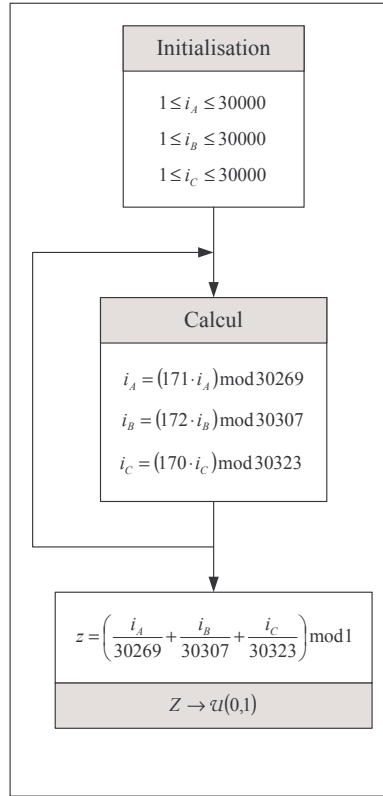 Initialisation
1 ≤ i_A ≤ 30000
1 ≤ i_B ≤ 30000
1 ≤ i_C ≤ 30000
Calcul
i_A = (171 · i_A) mod 30269
i_B = (172 · i_B) mod 30307
i_C = (170 · i_C) mod 30323
z = (i_A/30269 + i_B/30307 + i_C/30323) mod 1
Z → U(0,1)